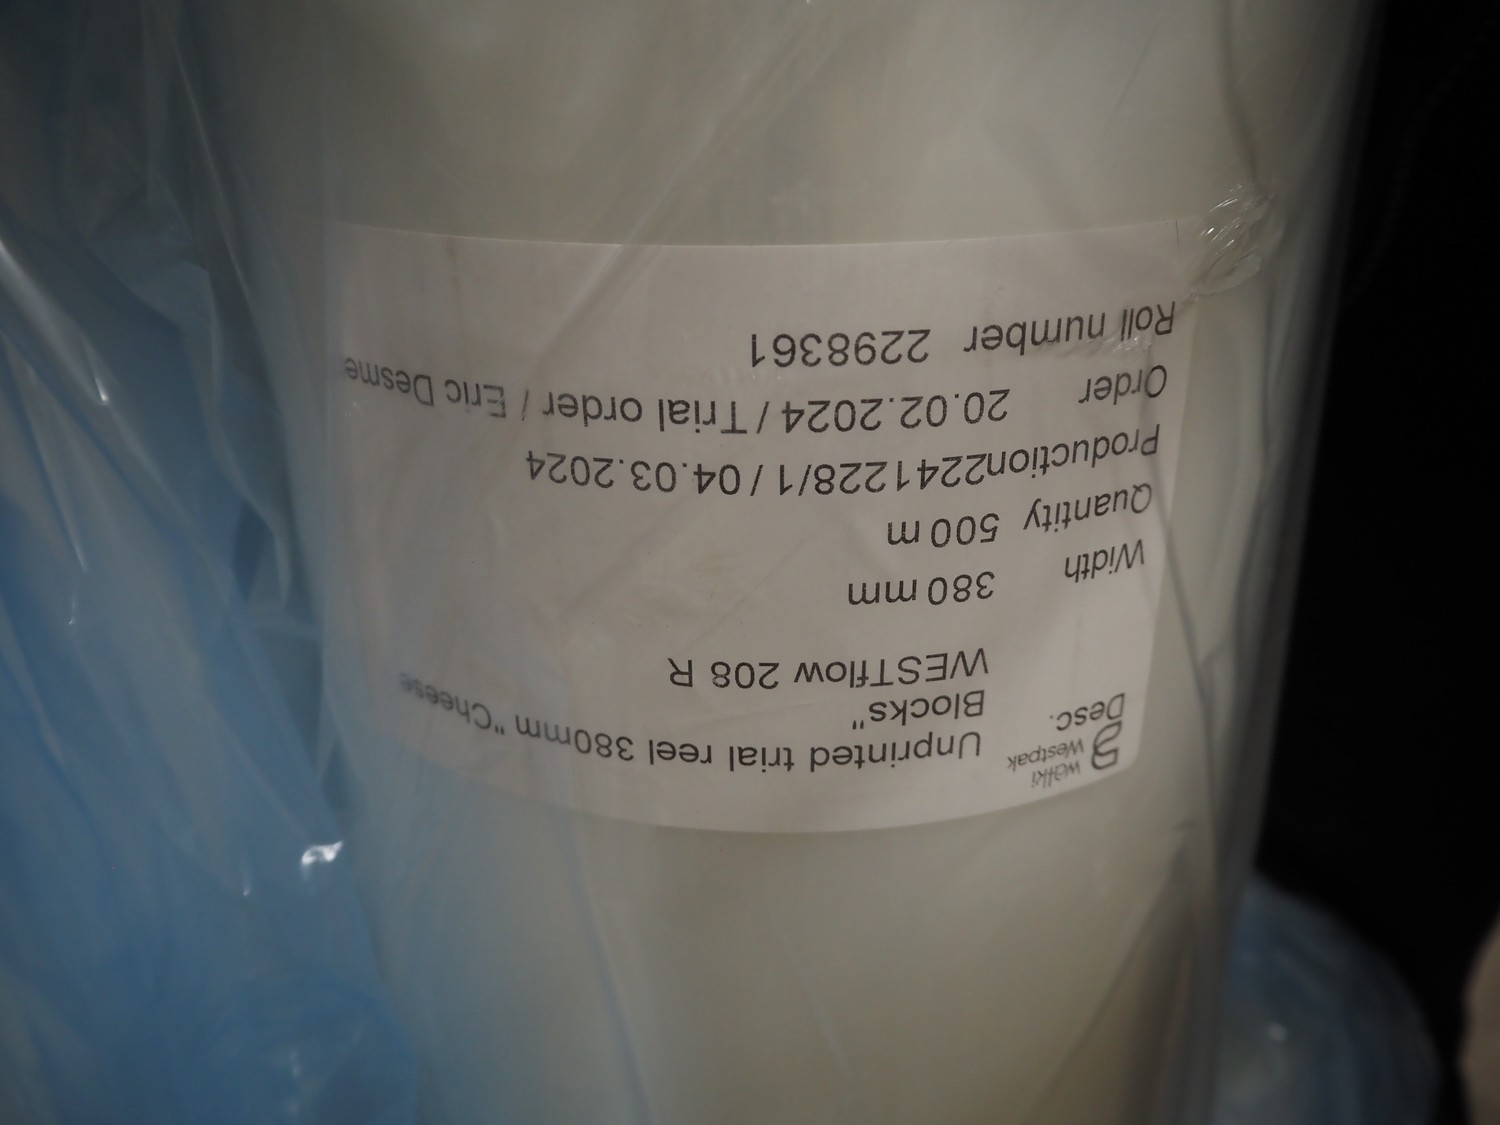 walki
Westpak
Desc. Unprinted trial reel 380mm "Cheese
Blocks"
WESTflow 208 R
Width 380 mm
Quantity 500 m
Production2241228/1 / 04.03.2024
Order 20.02.2024 / Trial order / Eric Desme
Roll number 2298361